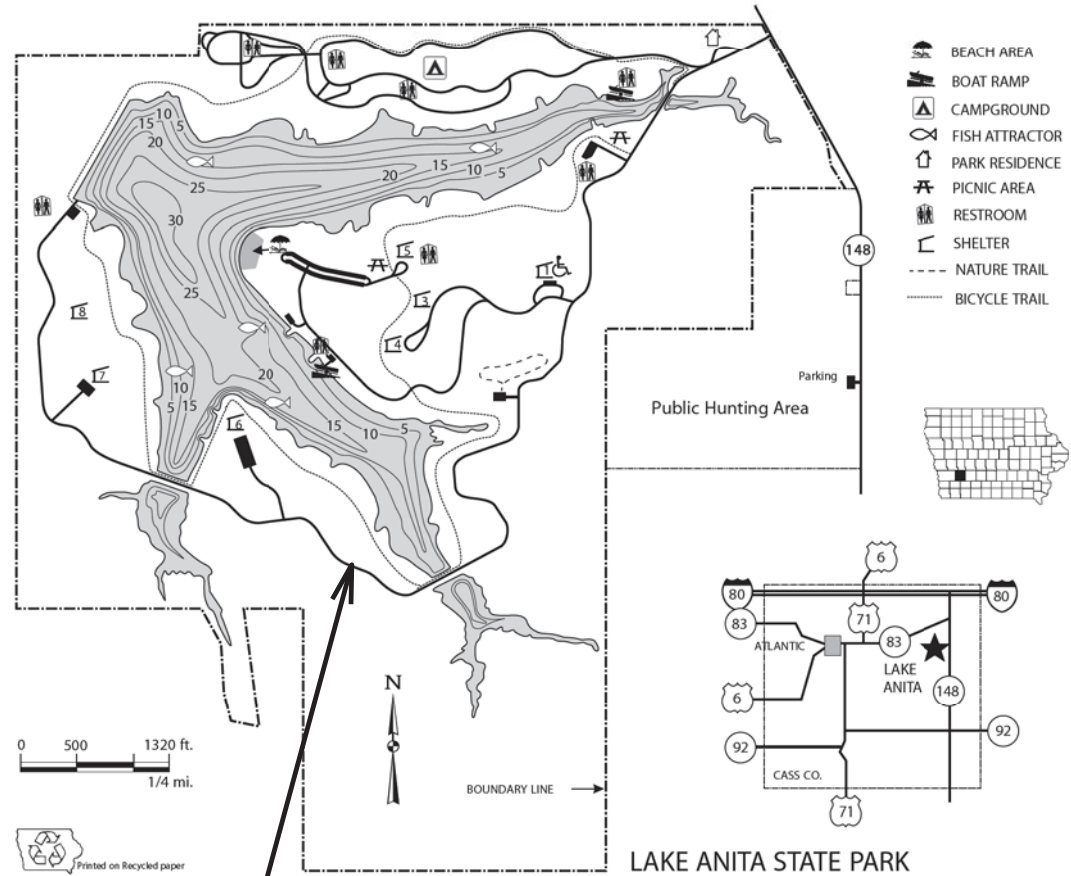 BEACH AREA
BOAT RAMP
CAMPGROUND
FISH ATTRACTOR
PARK RESIDENCE
PICNIC AREA
RESTROOM
SHELTER
NATURE TRAIL
BICYCLE TRAIL
10
15 5
20
25
30
25
20
15
10
5
20
15
10
5
10
5 15
20
15
10
5
1
3
4
5
6
7
8
148
Parking
Public Hunting Area
6
80
80
83
71
83
ATLANTIC
LAKE
ANITA
6
148
92
92
CASS CO.
71
N
0 500 1320 ft.
1/4 mi.
BOUNDARY LINE
Printed on Recycled paper
LAKE ANITA STATE PARK